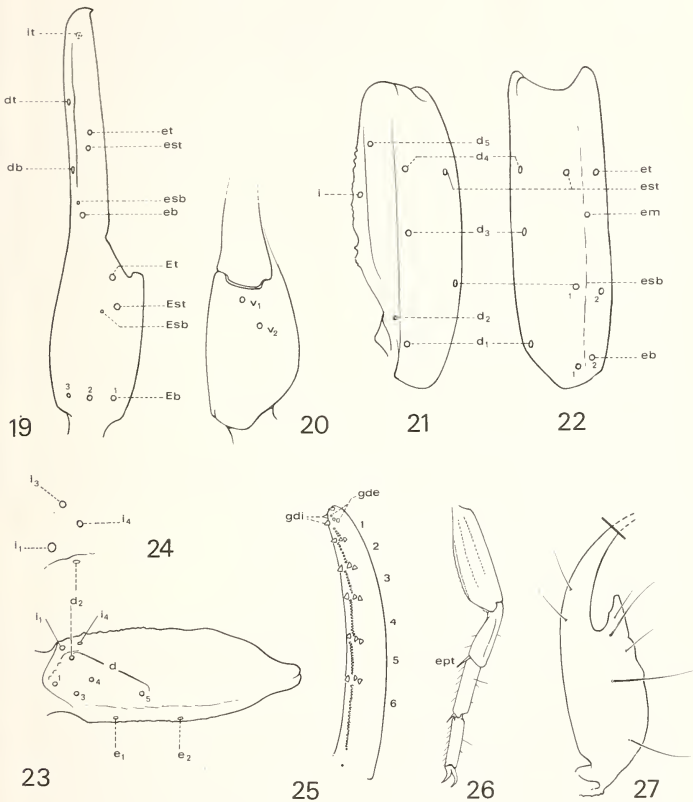 it
dt
et
est
db
esb
eb
Et
Est
Esb
3 2 1 Eb
19
v1
v2
20
d5
d4
i
est
d3
esb
d2
d1
21
et
est
em
1 2
eb
1 2
22
i3
i4
i1
24
d2
i1
i4
d
1
4
3
5
e1 e2
23
gde
gdi
1
2
3
4
5
6
25
ept
26
27